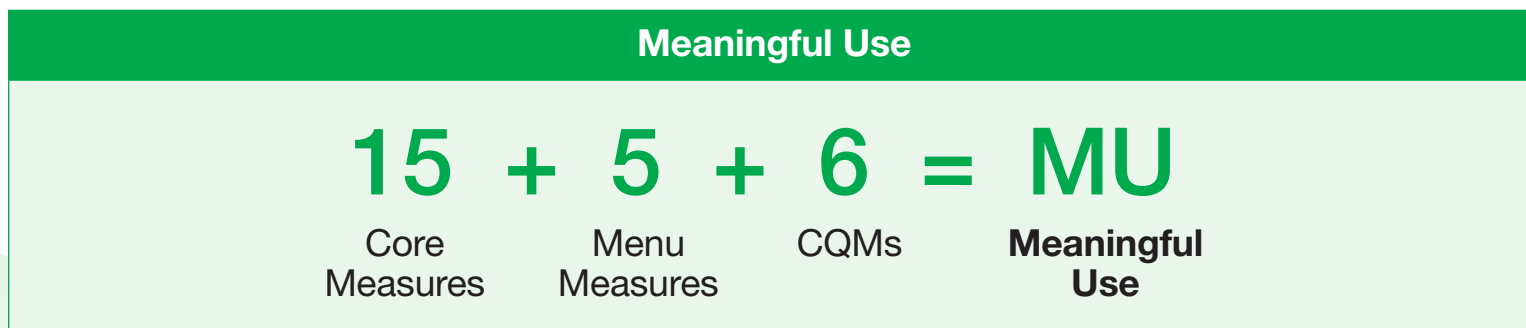 Meaningful Use
15 + 5 + 6 = MU
Core Menu CQMs Meaningful
Measures Measures Use